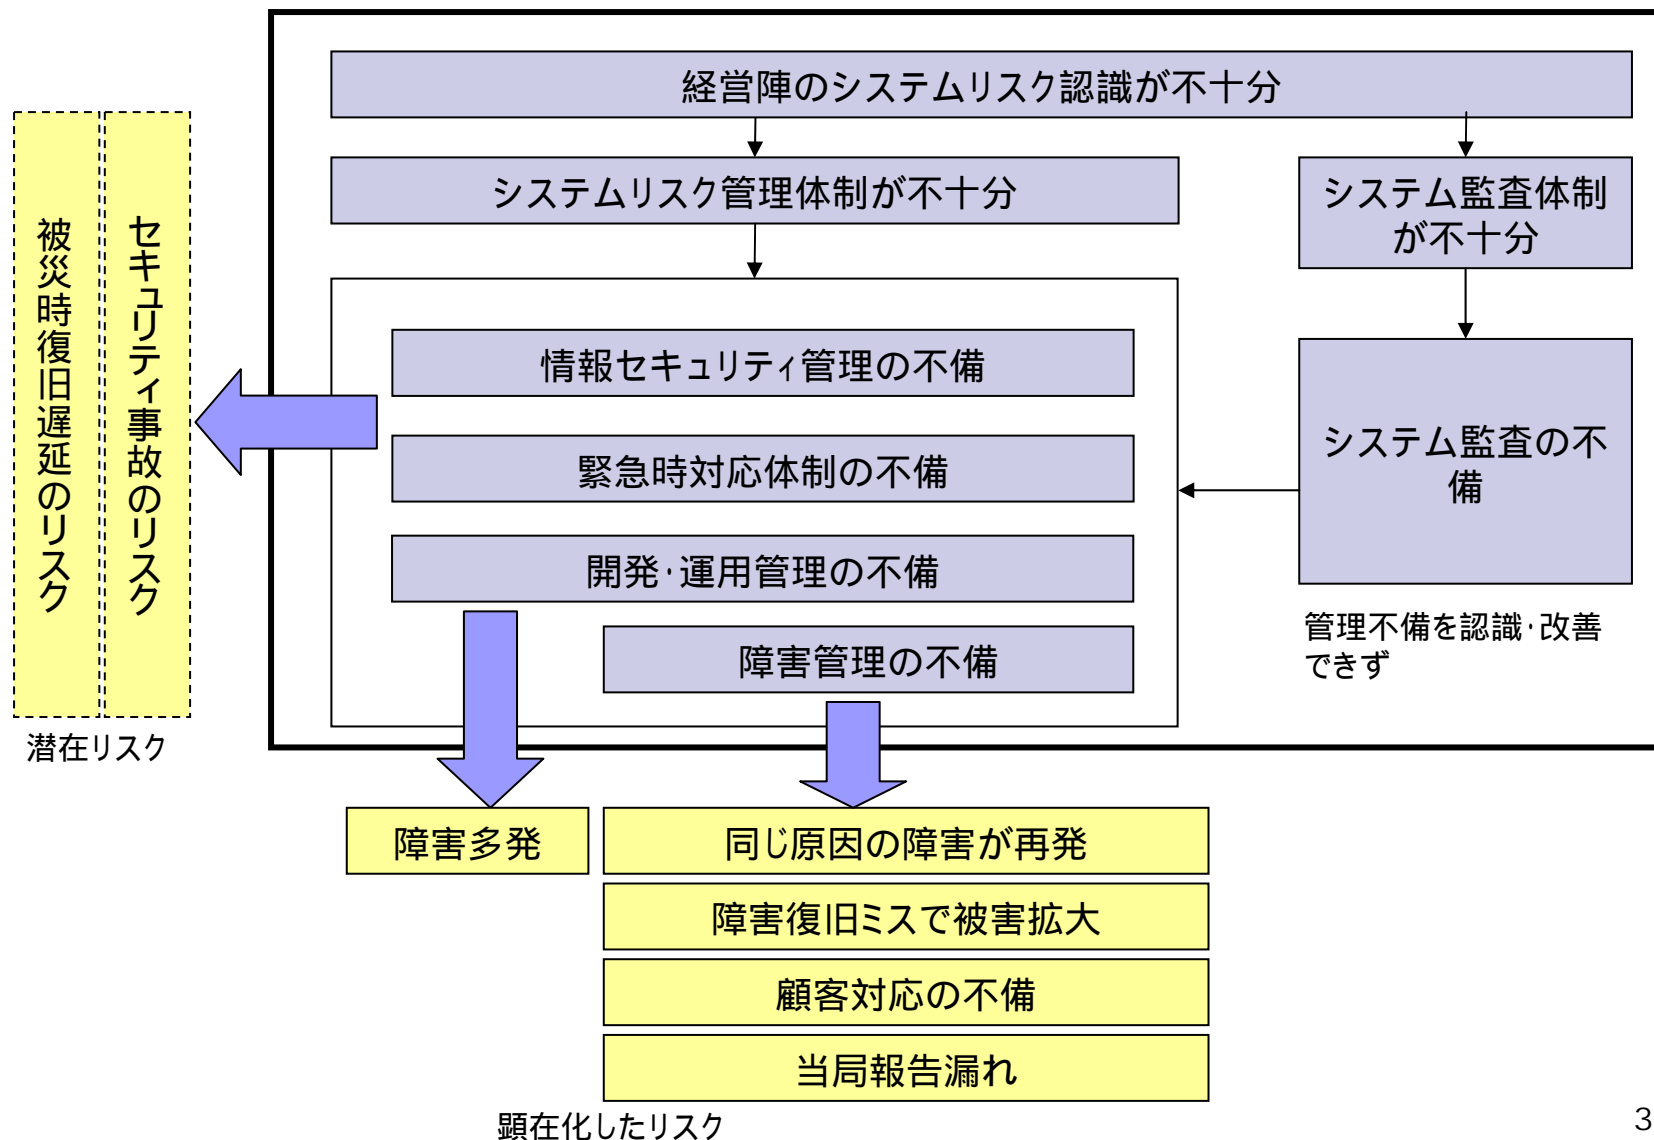 経営陣のシステムリスク認識が不十分
システムリスク管理体制が不十分
システム監査体制
が不十分
被災時復旧遅延のリスク
セキュリティ事故のリスク
情報セキュリティ管理の不備
緊急時対応体制の不備
システム監査の不
備
開発・運用管理の不備
管理不備を認識・改善
できず
障害管理の不備
潜在リスク
障害多発
同じ原因の障害が再発
障害復旧ミスで被害拡大
顧客対応の不備
当局報告漏れ
顕在化したリスク
3